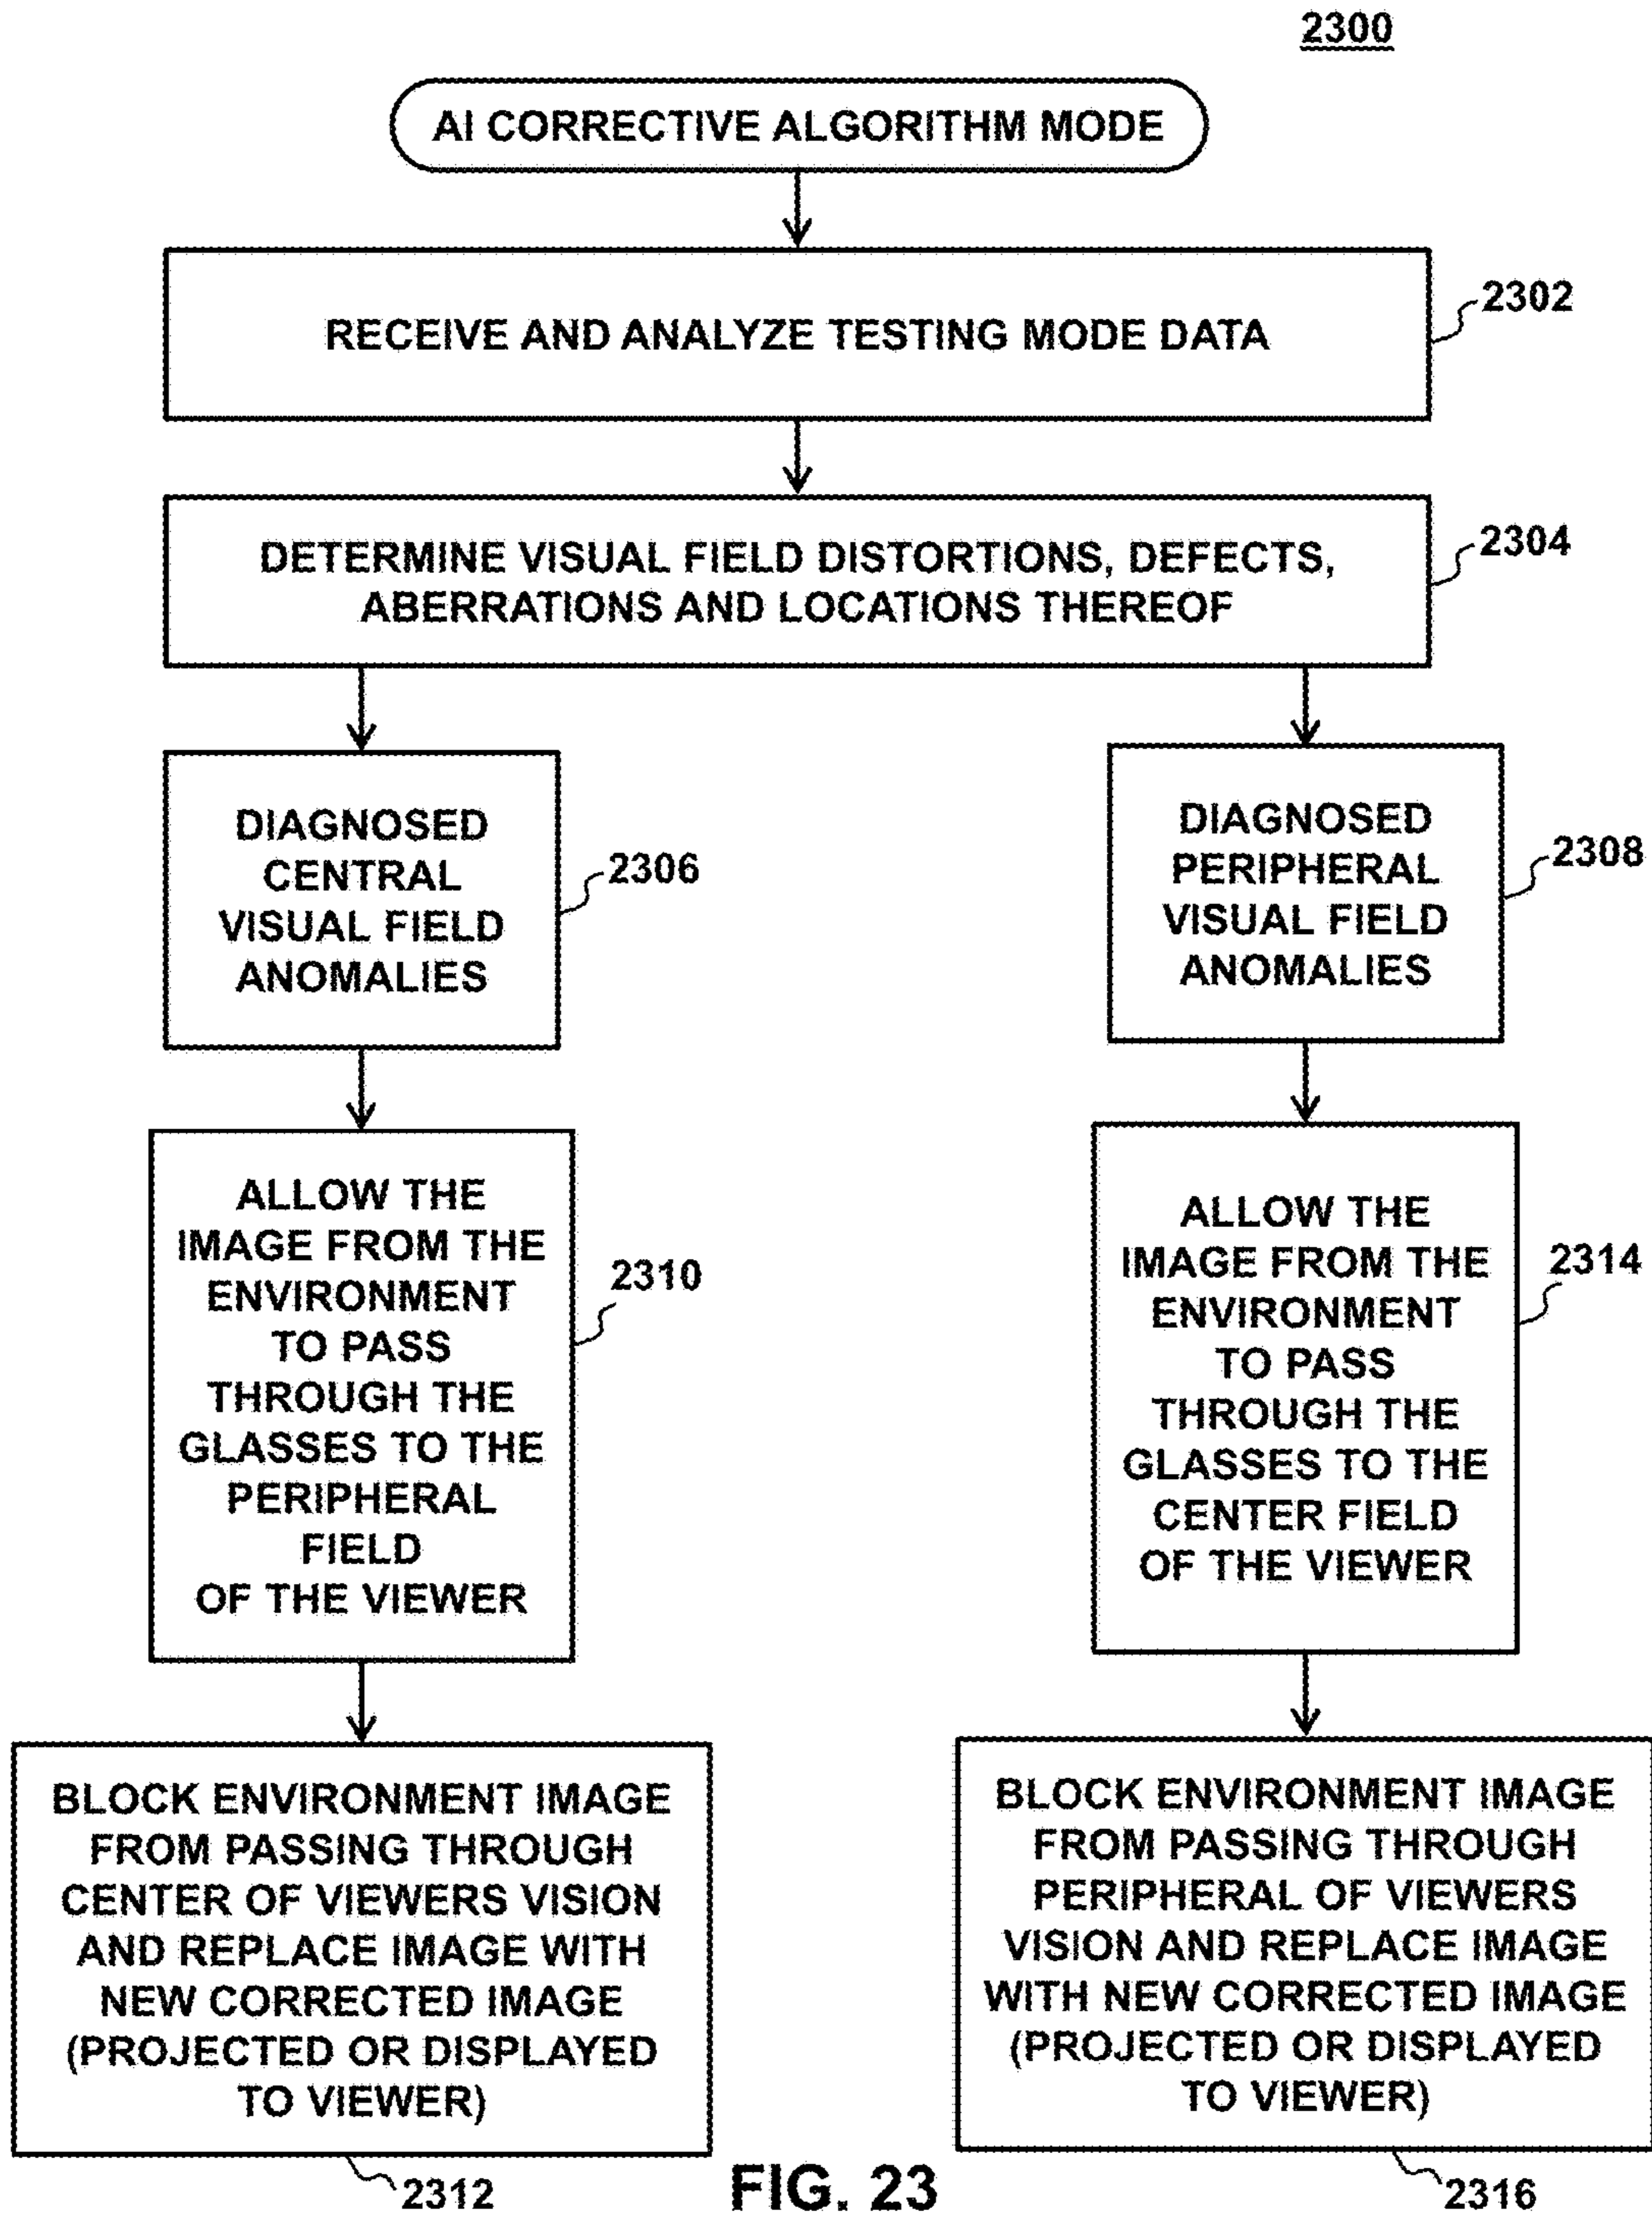 2300
AI CORRECTIVE ALGORITHM MODE
RECEIVE AND ANALYZE TESTING MODE DATA
2302
DETERMINE VISUAL FIELD DISTORTIONS, DEFECTS,
ABERRATIONS AND LOCATIONS THEREOF
2304
DIAGNOSED
CENTRAL
VISUAL FIELD
ANOMALIES
2306
DIAGNOSED
PERIPHERAL
VISUAL FIELD
ANOMALIES
2308
ALLOW THE
IMAGE FROM THE
ENVIRONMENT
TO PASS
THROUGH THE
GLASSES TO THE
PERIPHERAL
FIELD
OF THE VIEWER
2310
ALLOW THE
IMAGE FROM THE
ENVIRONMENT
TO PASS
THROUGH THE
GLASSES TO THE
CENTER FIELD
OF THE VIEWER
2314
BLOCK ENVIRONMENT IMAGE
FROM PASSING THROUGH
CENTER OF VIEWERS VISION
AND REPLACE IMAGE WITH
NEW CORRECTED IMAGE
(PROJECTED OR DISPLAYED
TO VIEWER)
2312
BLOCK ENVIRONMENT IMAGE
FROM PASSING THROUGH
PERIPHERAL OF VIEWERS
VISION AND REPLACE IMAGE
WITH NEW CORRECTED IMAGE
(PROJECTED OR DISPLAYED
TO VIEWER)
2316
FIG. 23